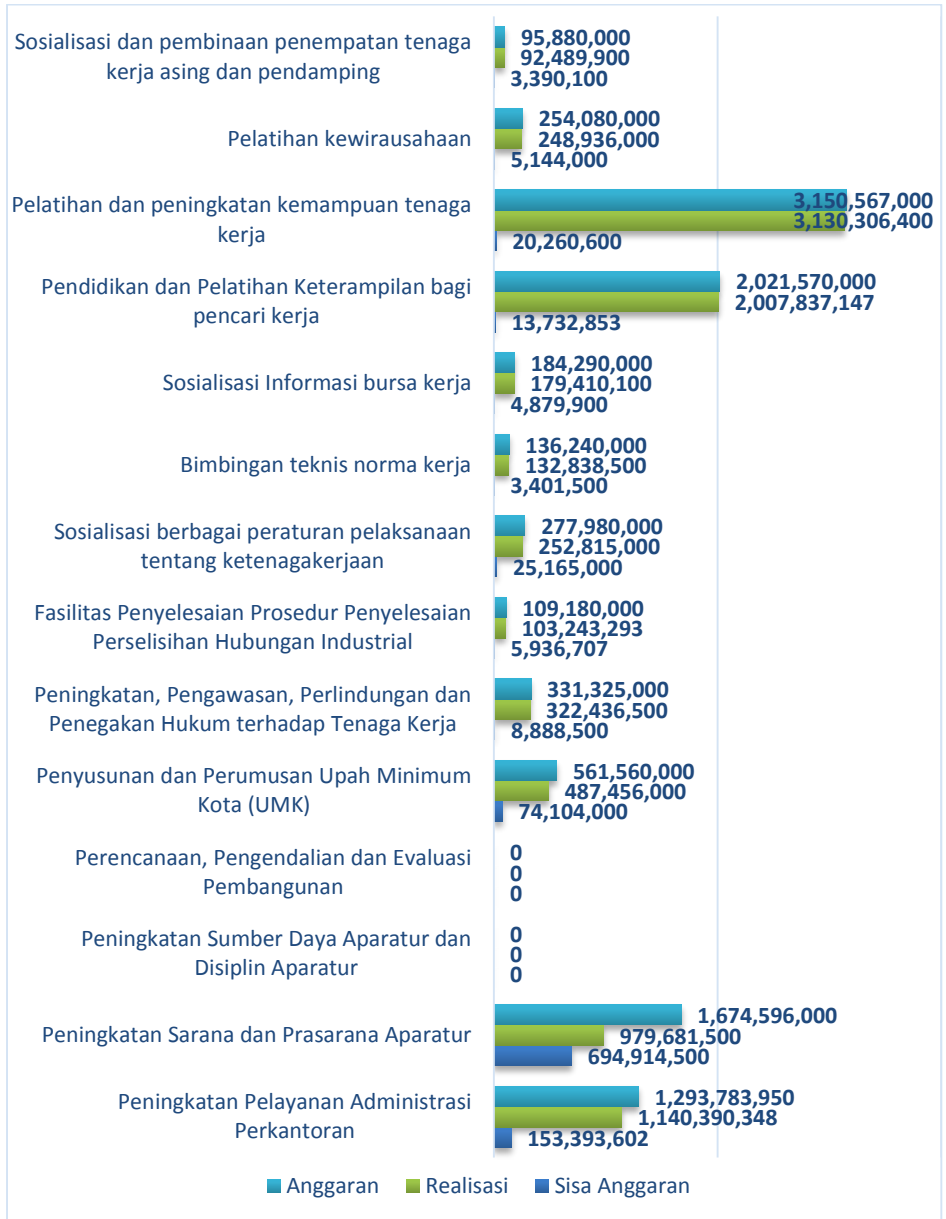 Sosialisasi dan pembinaan penempatan tenaga
kerja asing dan pendamping
95,880,000
92,489,900
3,390,100
Pelatihan kewirausahaan
254,080,000
248,936,000
5,144,000
Pelatihan dan peningkatan kemampuan tenaga
kerja
3,150,567,000
3,130,306,400
20,260,600
Pendidikan dan Pelatihan Keterampilan bagi
pencari kerja
2,021,570,000
2,007,837,147
13,732,853
Sosialisasi Informasi bursa kerja
184,290,000
179,410,100
4,879,900
Bimbingan teknis norma kerja
136,240,000
132,838,500
3,401,500
Sosialisasi berbagai peraturan pelaksanaan
tentang ketenagakerjaan
277,980,000
252,815,000
25,165,000
Fasilitas Penyelesaian Prosedur Penyelesaian
Perselisihan Hubungan Industrial
109,180,000
103,243,293
5,936,707
Peningkatan, Pengawasan, Perlindungan dan
Penegakan Hukum terhadap Tenaga Kerja
331,325,000
322,436,500
8,888,500
Penyusunan dan Perumusan Upah Minimum
Kota (UMK)
561,560,000
487,456,000
74,104,000
Perencanaan, Pengendalian dan Evaluasi
Pembangunan
0
0
0
Peningkatan Sumber Daya Aparatur dan
Disiplin Aparatur
0
0
0
Peningkatan Sarana dan Prasarana Aparatur
1,674,596,000
979,681,500
694,914,500
Peningkatan Pelayanan Administrasi
Perkantoran
1,293,783,950
1,140,390,348
153,393,602
Anggaran Realisasi Sisa Anggaran